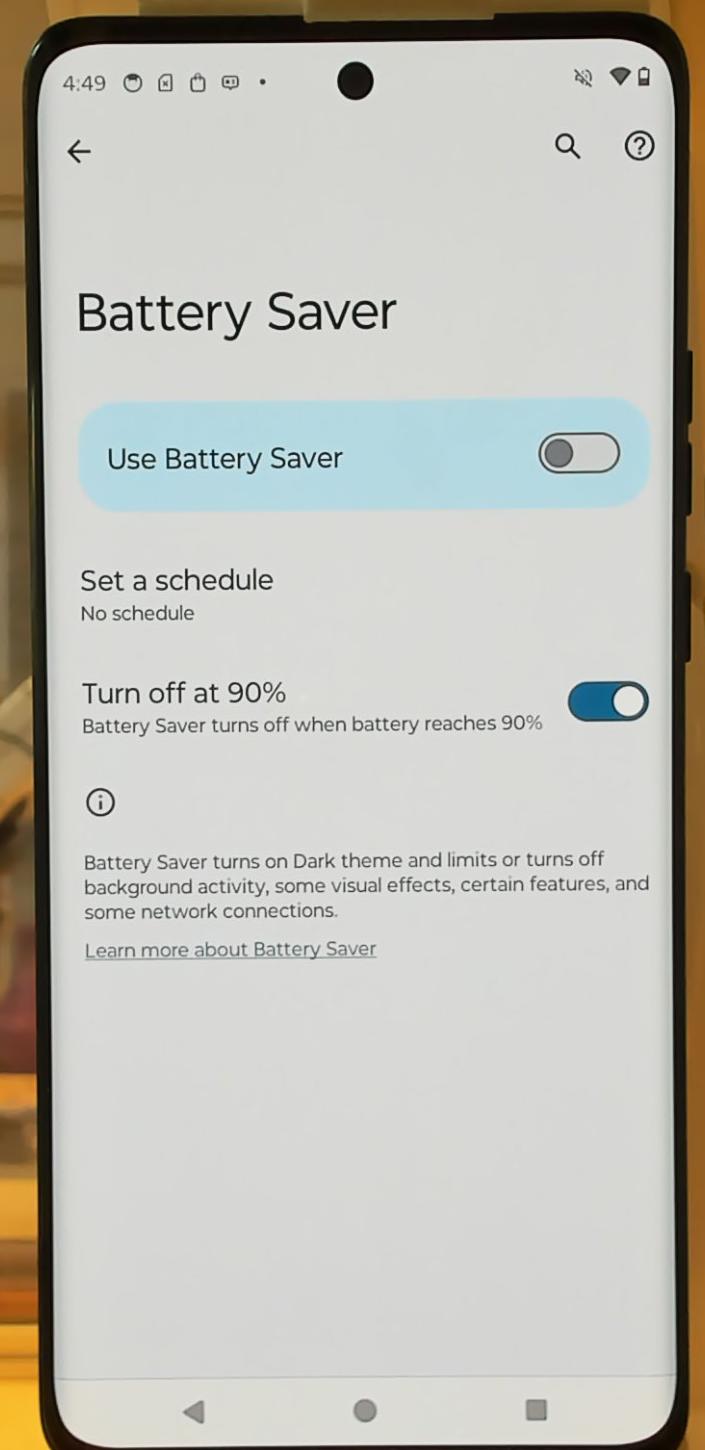 4:49
Battery Saver
Use Battery Saver
Set a schedule
No schedule
Turn off at 90%
Battery Saver turns off when battery reaches 90%
Battery Saver turns on Dark theme and limits or turns off
background activity, some visual effects, certain features, and
some network connections.
Learn more about Battery Saver